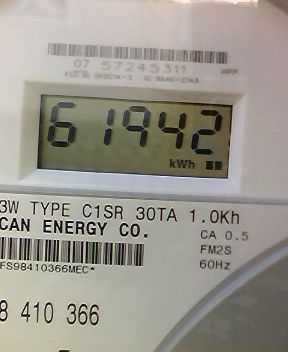 07 57245311
61942
kWh
3W TYPE C1SR 30TA 1.0Kh
CAN ENERGY CO.
CA 0.5
FM2S
60Hz
FS98410366MEC*
8 410 366